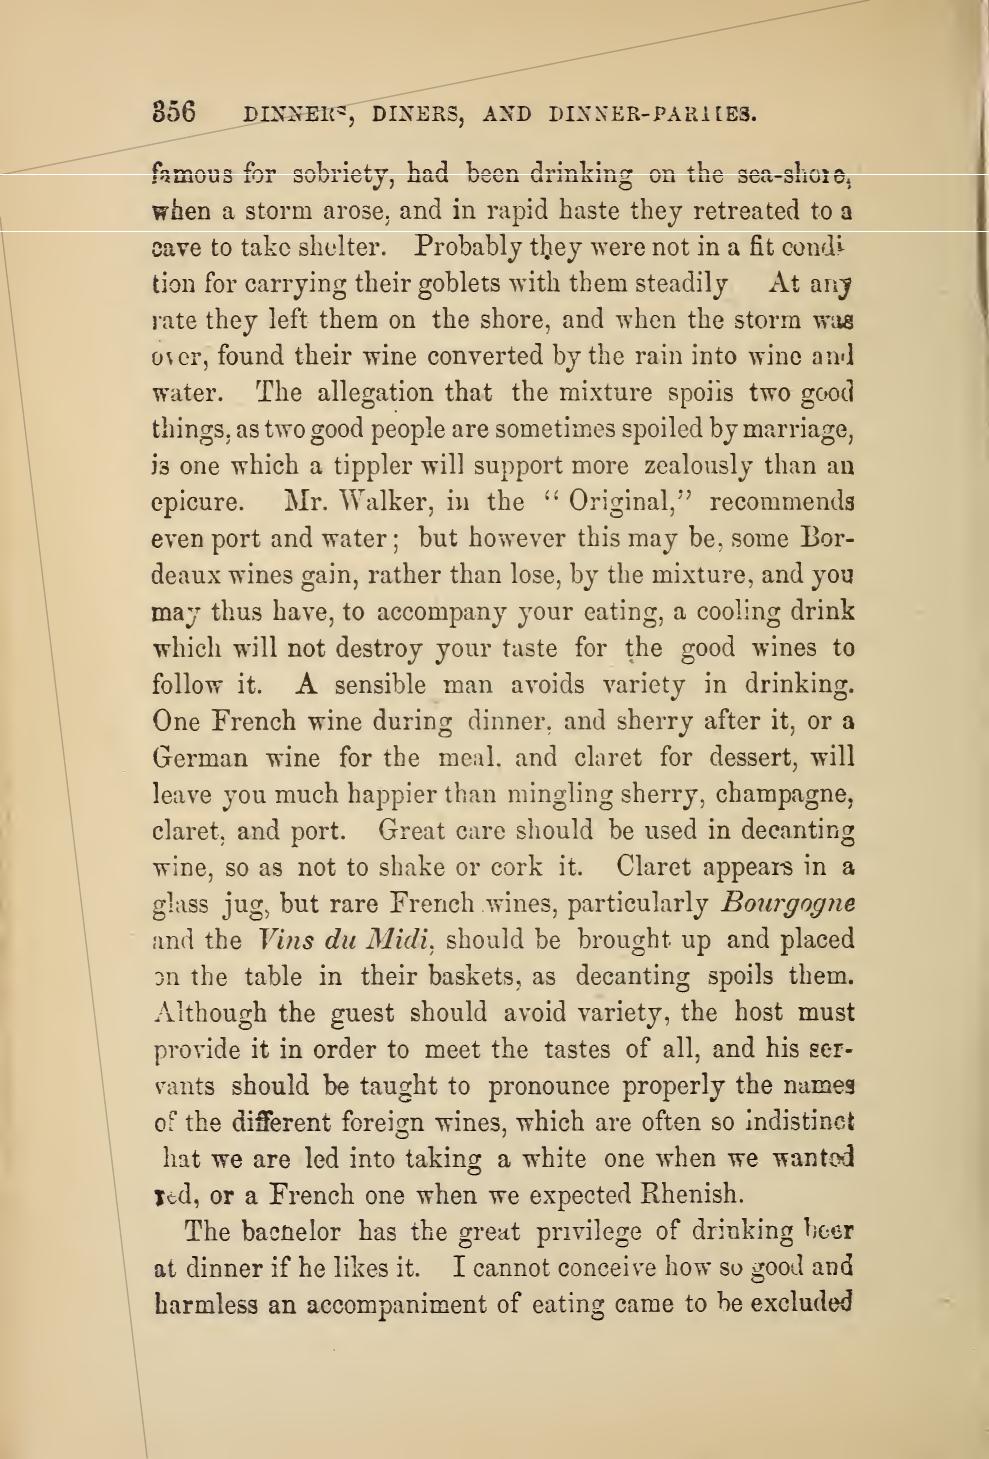 356 DINNERS, DINERS, AND DINNER-PARTIES.
famous for sobriety, had been drinking on the sea-shore,
when a storm arose, and in rapid haste they retreated to a
cave to take shelter. Probably they were not in a fit condi-
tion for carrying their goblets with them steadily At any
rate they left them on the shore, and when the storm was
over, found their wine converted by the rain into wine and
water. The allegation that the mixture spoils two good
things, as two good people are sometimes spoiled by marriage,
is one which a tippler will support more zealously than an
epicure. Mr. Walker, in the “ Original,” recommends
even port and water; but however this may be, some Bor-
deaux wines gain, rather than lose, by the mixture, and you
may thus have, to accompany your eating, a cooling drink
which will not destroy your taste for the good wines to
follow it. A sensible man avoids variety in drinking.
One French wine during dinner, and sherry after it, or a
German wine for the meal, and claret for dessert, will
leave you much happier than mingling sherry, champagne,
claret, and port. Great care should be used in decanting
wine, so as not to shake or cork it. Claret appears in a
glass jug, but rare French wines, particularly Bourgogne
and the Vins du Midi, should be brought up and placed
on the table in their baskets, as decanting spoils them.
Although the guest should avoid variety, the host must
provide it in order to meet the tastes of all, and his ser-
vants should be taught to pronounce properly the names
of the different foreign wines, which are often so indistinct
hat we are led into taking a white one when we wanted
red, or a French one when we expected Rhenish.
The bachelor has the great privilege of drinking beer
at dinner if he likes it. I cannot conceive how so good and
harmless an accompaniment of eating came to be excluded